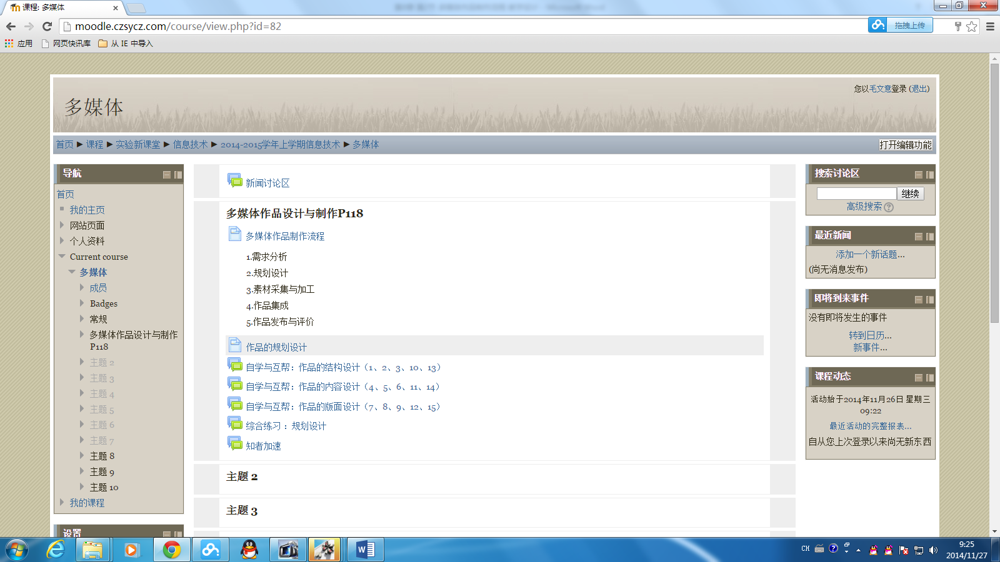 课程: 多媒体
moodle.czsycz.com/course/view.php?id=82
拖拽上传
应用
网页快讯库
从 IE 中导入
您以毛文意登录 (退出)
多媒体
首页 ► 课程 ► 实验新课堂 ► 信息技术 ► 2014-2015学年上学期信息技术 ► 多媒体
打开编辑功能
导航
首页
我的主页
网站页面
个人资料
Current course
多媒体
成员
Badges
常规
多媒体作品设计与制作
P118
主题 2
主题 3
主题 4
主题 5
主题 6
主题 7
主题 8
主题 9
主题 10
我的课程
设置
新闻讨论区
多媒体作品设计与制作P118
多媒体作品制作流程
1.需求分析
2.规划设计
3.素材采集与加工
4.作品集成
5.作品发布与评价
作品的规划设计
自学与互帮：作品的结构设计（1、2、3、10、13）
自学与互帮：作品的内容设计（4、5、6、11、14）
自学与互帮：作品的版面设计（7、8、9、12、15）
综合练习 ：规划设计
知者加速
主题 2
主题 3
搜索讨论区
继续
高级搜索
最近新闻
添加一个新话题...
(尚无消息发布)
即将到来事件
没有即将发生的事件
转到日历...
新事件...
课程动态
活动始于2014年11月26日 星期三
09:22
最近活动的完整报表...
自从您上次登录以来尚无新东西
CH
9:25
2014/11/27